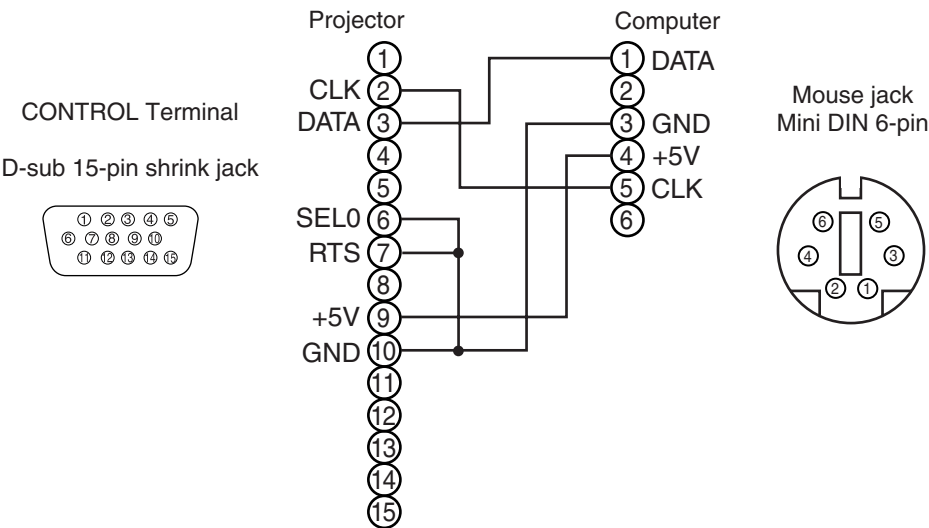 Projector
Computer
CONTROL Terminal
D-sub 15-pin shrink jack
1 2 3 4 5
6 7 8 9 10
11 12 13 14 15
1
CLK 2
DATA 3
4
5
SEL0 6
RTS 7
8
+5V 9
GND 10
11
12
13
14
15
1 DATA
2
3 GND
4 +5V
5 CLK
6
Mouse jack
Mini DIN 6-pin
6 5
4 3
2 1